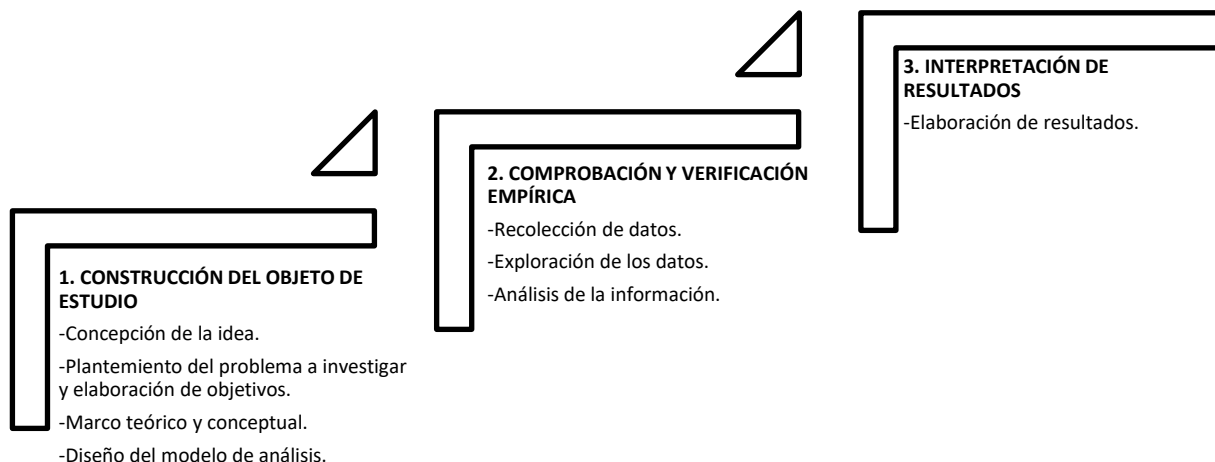 1. CONSTRUCCIÓN DEL OBJETO DE
ESTUDIO
-Concepción de la idea.
-Plantemiento del problema a investigar
y elaboración de objetivos.
-Marco teórico y conceptual.
-Diseño del modelo de análisis.
2. COMPROBACIÓN Y VERIFICACIÓN
EMPÍRICA
-Recolección de datos.
-Exploración de los datos.
-Análisis de la información.
3. INTERPRETACIÓN DE
RESULTADOS
-Elaboración de resultados.